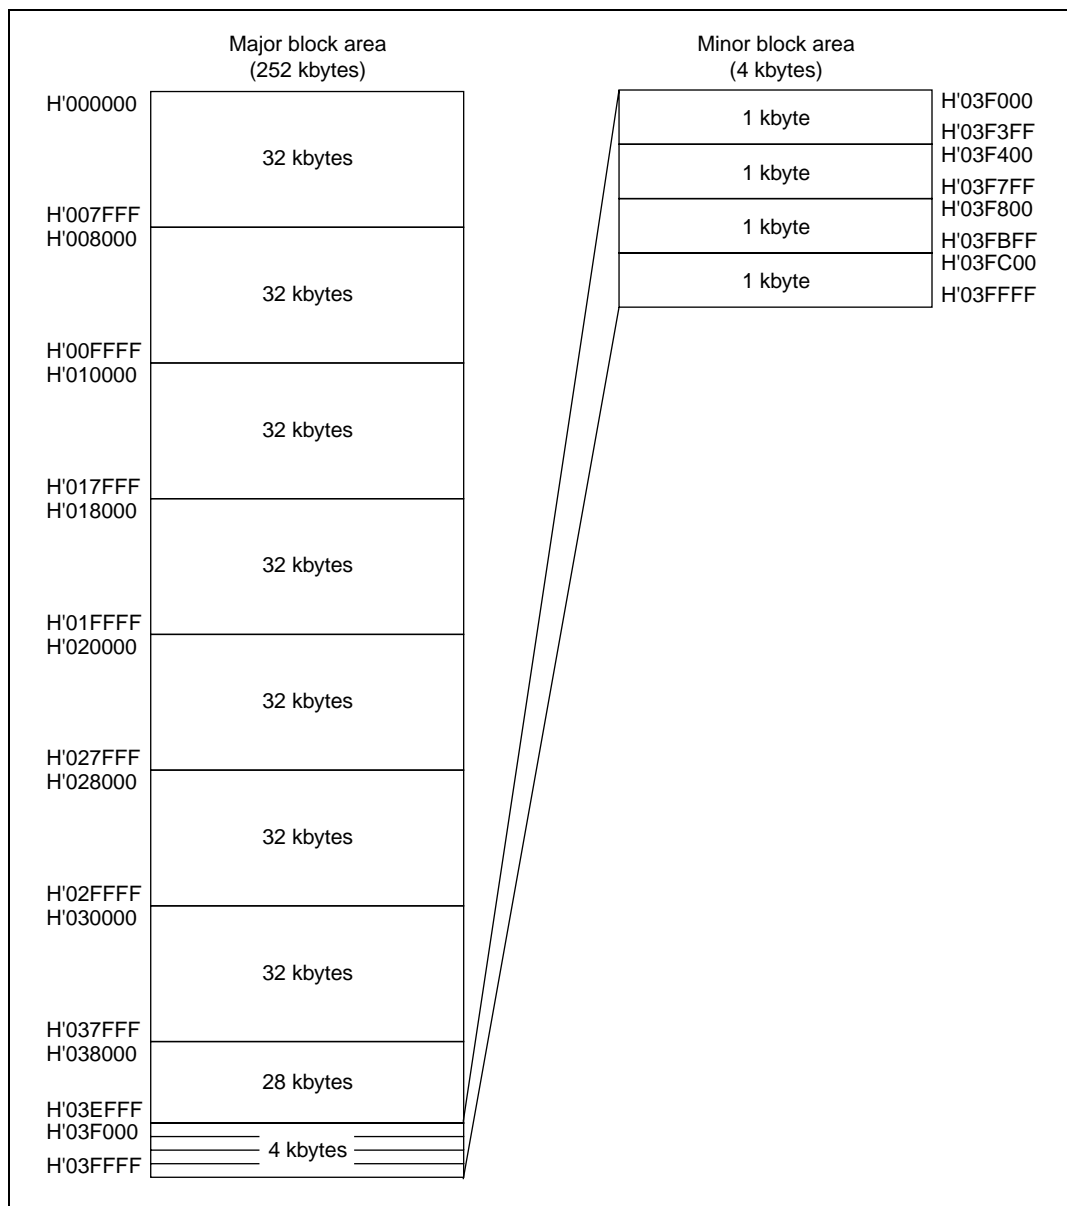 Major block area
(252 kbytes)
H'000000
32 kbytes
H'007FFF
H'008000
32 kbytes
H'00FFFF
H'010000
32 kbytes
H'017FFF
H'018000
32 kbytes
H'01FFFF
H'020000
32 kbytes
H'027FFF
H'028000
32 kbytes
H'02FFFF
H'030000
32 kbytes
H'037FFF
H'038000
28 kbytes
H'03EFFF
H'03F000
4 kbytes
H'03FFFF
Minor block area
(4 kbytes)
H'03F000
1 kbyte
H'03F3FF
H'03F400
1 kbyte
H'03F7FF
H'03F800
1 kbyte
H'03FBFF
H'03FC00
1 kbyte
H'03FFFF